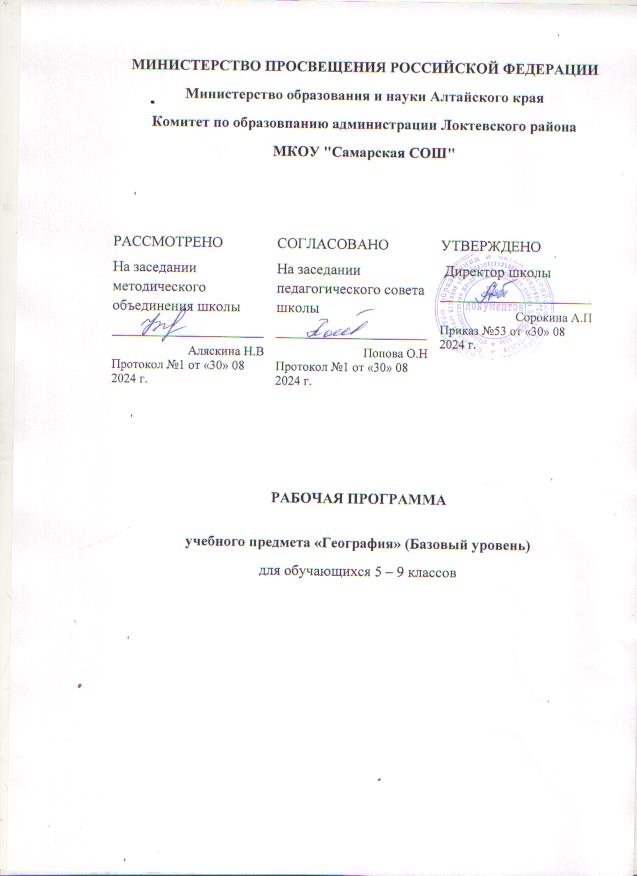 МИНИСТЕРСТВО ПРОСВЕЩЕНИЯ РОССИЙСКОЙ ФЕДЕРАЦИИ
Министерство образования и науки Алтайского края
Комитет по образовпанию администрации Локтевского района
МКОУ "Самарская СОШ"
РАССМОТРЕНО
На заседании
методического
объединения школы
Аляскина Н.В
Протокол №1 от «30» 08
2024 г.
СОГЛАСОВАНО
На заседании
педагогического совета
школы
Попова О.Н
Протокол №1 от «30» 08
2024 г.
УТВЕРЖДЕНО
Директор школы
документов
Сорокина А.П
Приказ №53 от «30» 08
2024 г.
РАБОЧАЯ ПРОГРАММА
учебного предмета «География» (Базовый уровень)
для обучающихся 5 – 9 классов